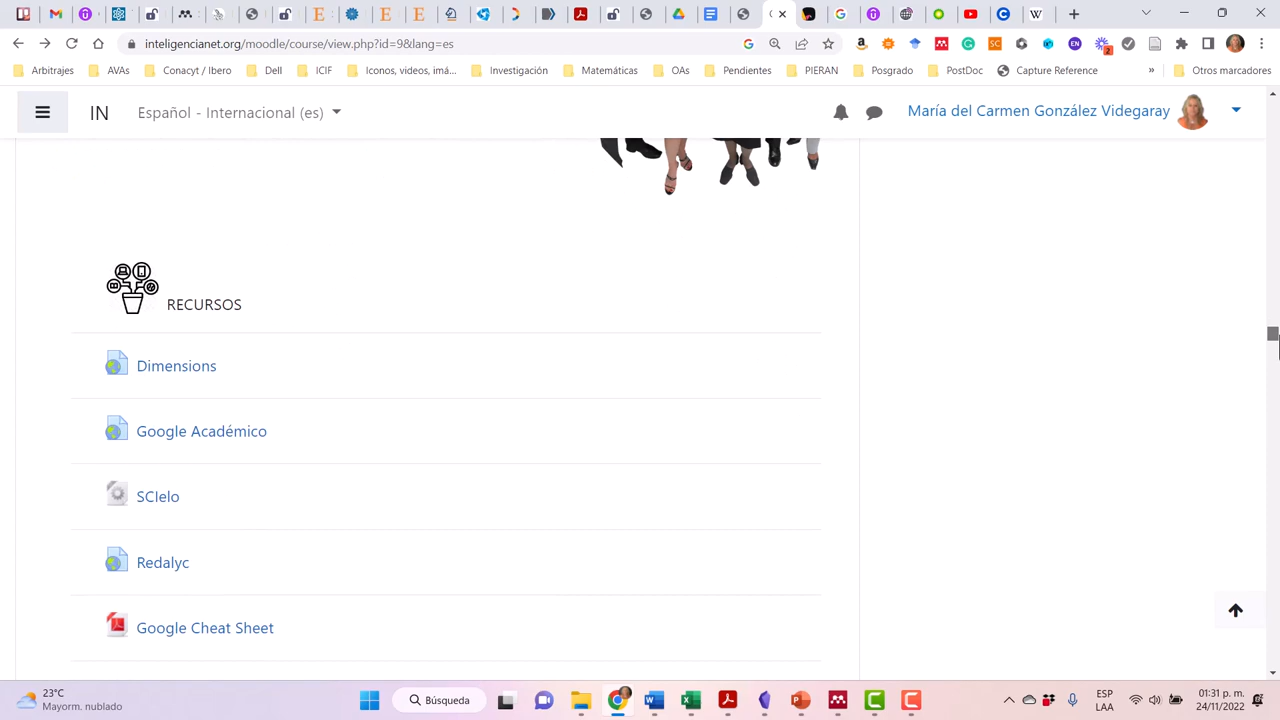 inteligencianet.org/moodle/course/view.php?id=9&lang=es
Arbitrajes
AVAs
Conacyt / Ibero
Dell
ICIF
Iconos, videos, imá...
Investigación
Matemáticas
OAs
Pendientes
PIERAN
Posgrado
PostDoc
Capture Reference
»
Otros marcadores
IN
Español - Internacional (es)
María del Carmen González Videgaray
RECURSOS
Dimensions
Google Académico
SCIelo
Redalyc
Google Cheat Sheet
23°C
Mayorm. nublado
Búsqueda
ESP
LAA
01:31 p. m.
24/11/2022